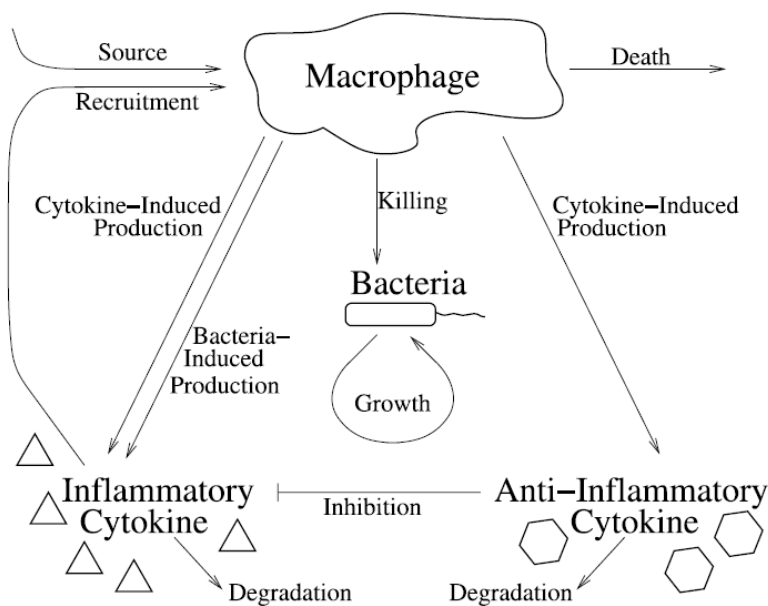 Source
Recruitment
Macrophage
Death
Cytokine–Induced
Production
Killing
Cytokine–Induced
Production
Bacteria
Bacteria–
Induced
Production
Growth
Inflammatory
Cytokine
Inhibition
Anti–Inflammatory
Cytokine
Degradation
Degradation